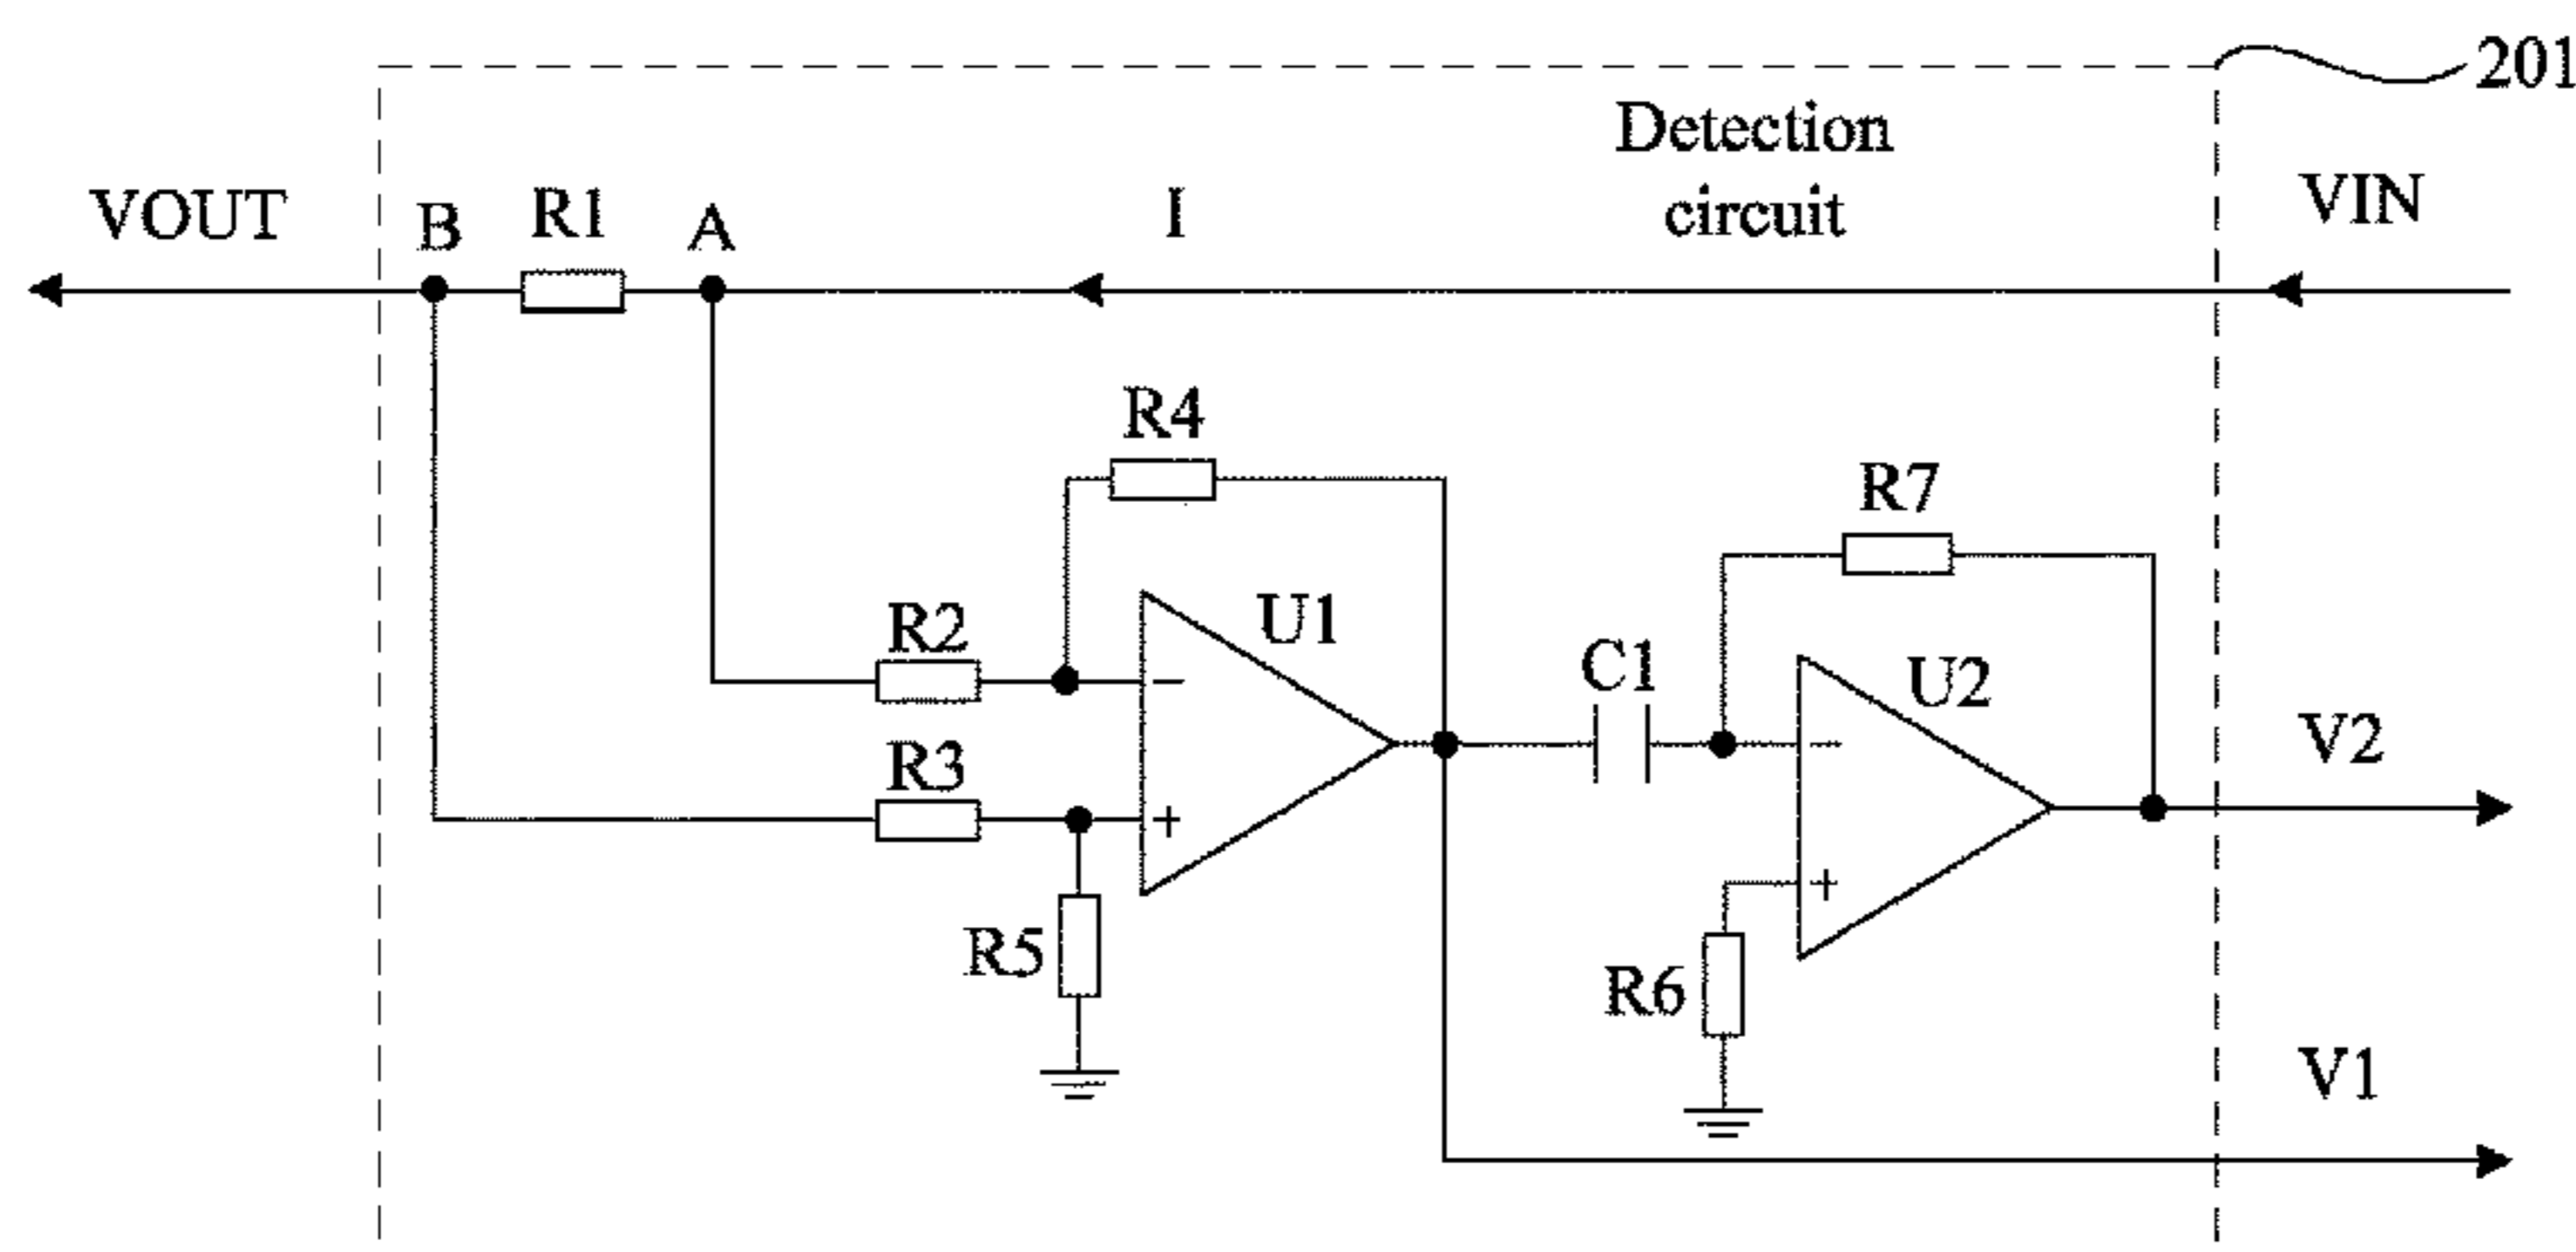 201
Detection
circuit
VOUT
B
R1
A
I
VIN
R4
R7
R2
U1
C1
U2
R3
V2
R5
R6
V1